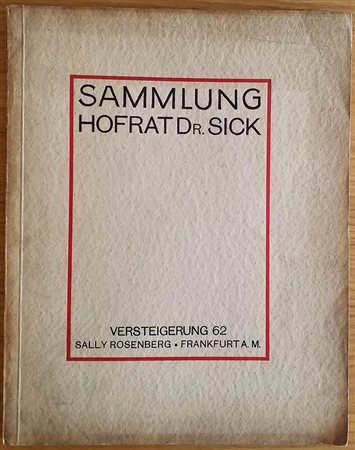 SAMMLUNG
HOFRAT DR. SICK
VERSTEIGERUNG 62
SALLY ROSENBERG • FRANKFURT A. M.